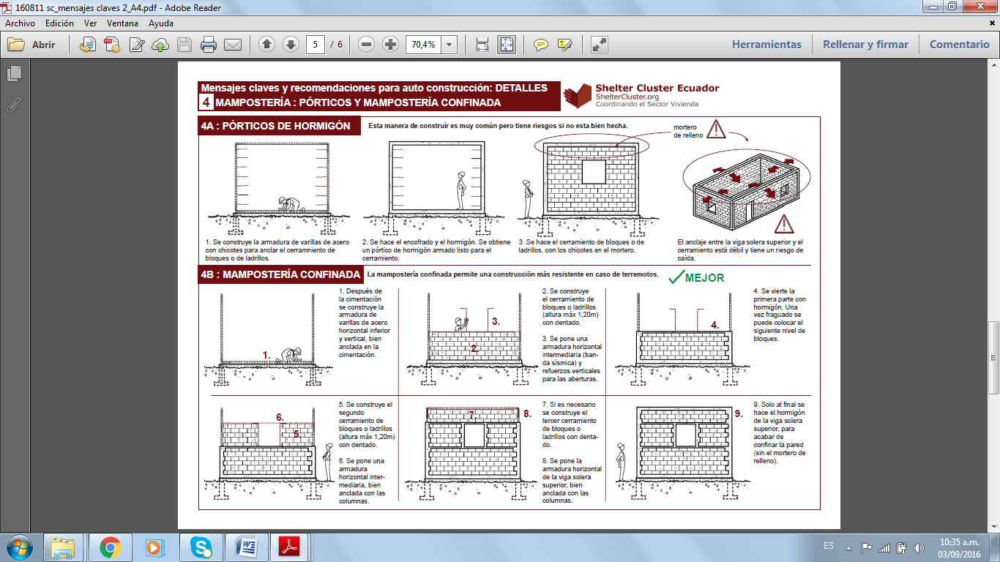 160811 sc_mensajes claves 2_A4.pdf - Adobe Reader
Archivo Edición Ver Ventana Ayuda
Abrir
5 / 6
70,4%
Herramientas
Rellenar y firmar
Comentario
Mensajes claves y recomendaciones para auto construcción: DETALLES
4 MAMPOSTERÍA : PÓRTICOS Y MAMPOSTERÍA CONFINADA
Shelter Cluster Ecuador
ShelterCluster.org
Coordinando el Sector Vivienda
4A : PÓRTICOS DE HORMIGÓN
Esta manera de construir es muy común pero tiene riesgos si no esta bien hecha.
mortero
de relleno
1. Se construye la armadura de varillas de acero
con chicotes para anclar el cerramniento de
bloques o de ladrillos.
2. Se hace el encofrado y el hormigón. Se obtiene
un pórtico de hormigón armado listo para el
cerramiento.
3. Se hace el cerramiento de bloques o de
ladrillos, con los chicotes en el mortero.
El anclaje entre la viga solera superior y el
cerramiento está débil y tiene un riesgo de
caída.
4B : MAMPOSTERÍA CONFINADA
La mampostería confinada permite una construcción más resistente en caso de terremotos.
MEJOR
1.
1. Después de
la cimentación
se construye la
armadura de
varillas de acero
horizontal inferior
y vertical, bien
anclada en la
cimentación.
3.
2.
2. Se construye
el cerramiento de
bloques o ladrillos
(altura máx 1,20m)
con dentado.
3. Se pone una
armadura horizontal
intermediaria (ban-
da sísmica) y
refuerzos verticales
para las aberturas.
4.
4. Se vierte la
primera parte con
hormigón. Una
vez fraguado se
puede colocar el
siguiente nivel de
bloques.
6.
5.
5. Se construye el
segundo
cerramiento de
bloques o ladrillos
(altura máx 1,20m)
con dentado.
6. Se pone una
armadura
horizontal inter-
mediaria, bien
anclada con las
columnas.
7.
8.
7. Si es necesario
se construye el
tercer cerramiento
de bloques o
ladrillos con denta-
do.
8. Se pone la
armadura horizontal
de la viga solera
superior, bien
anclada con las
columnas.
9.
9. Solo al final se
hace el hormigón
de la viga solera
superior, para
acabar de
confinar la pared
(sin el mortero de
relleno).
ES
10:35 a.m.
03/09/2016